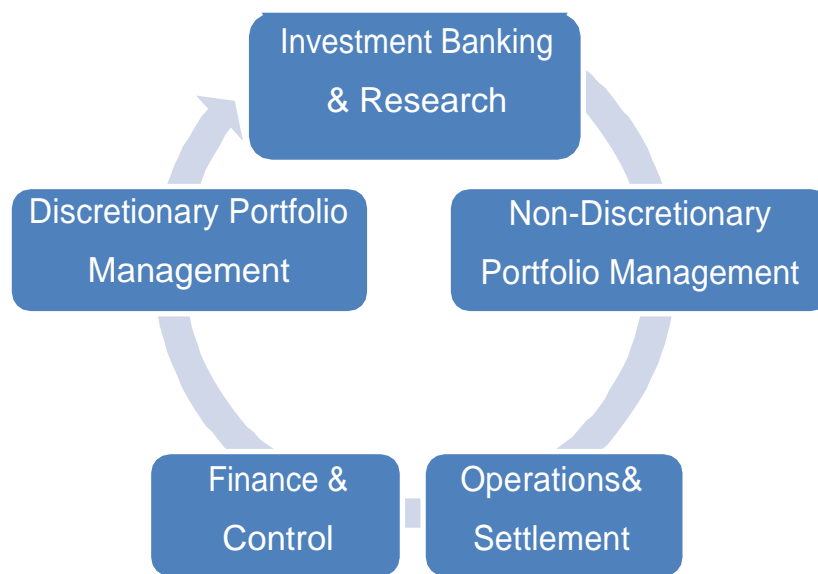 Investment Banking
& Research
Discretionary Portfolio
Management
Non-Discretionary
Portfolio Management
Finance &
Control
Operations&
Settlement